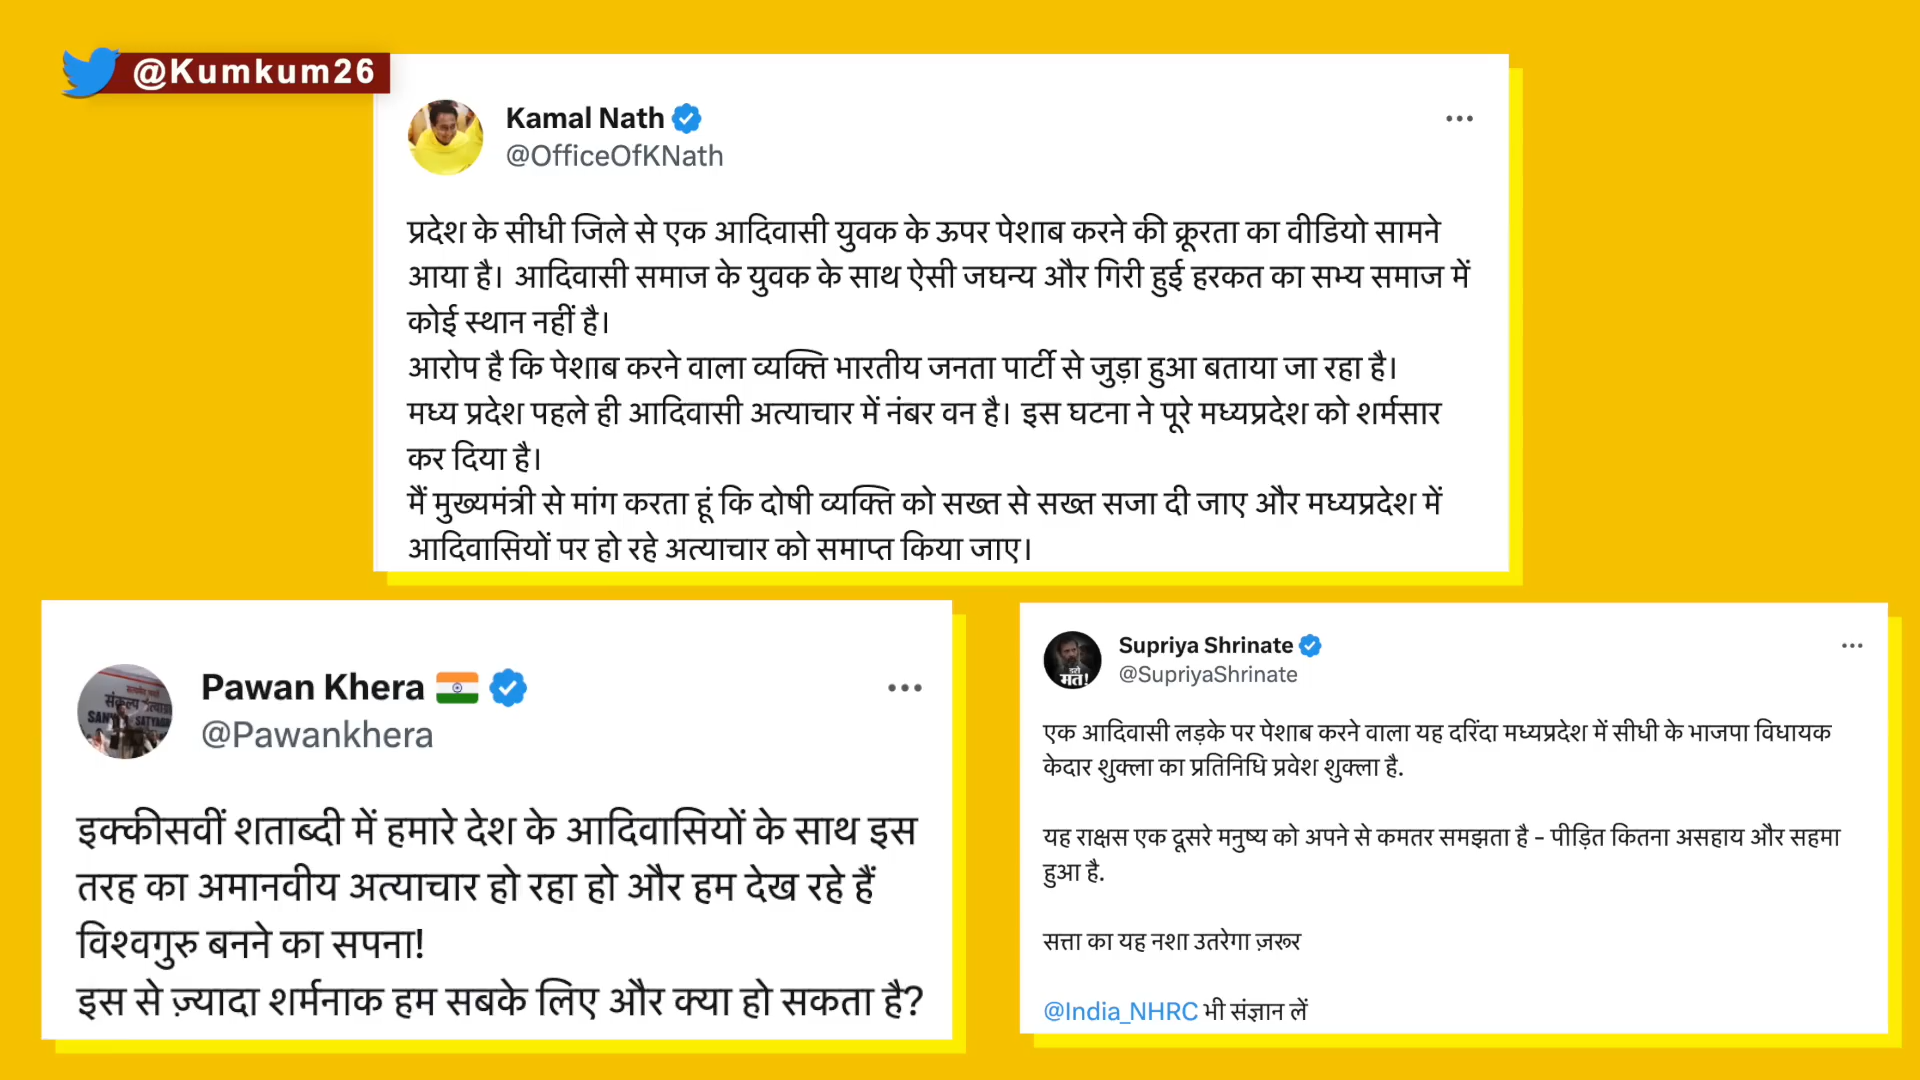 @Kumkum26
Kamal Nath
@OfficeOfKNath
प्रदेश के सीधी जिले से एक आदिवासी युवक के ऊपर पेशाब करने की क्रूरता का वीडियो सामने
आया है। आदिवासी समाज के युवक के साथ ऐसी जघन्य और गिरी हुई हरकत का सभ्य समाज में
कोई स्थान नहीं है।
आरोप है कि पेशाब करने वाला व्यक्ति भारतीय जनता पार्टी से जुड़ा हुआ बताया जा रहा है।
मध्य प्रदेश पहले ही आदिवासी अत्याचार में नंबर वन है। इस घटना ने पूरे मध्यप्रदेश को शर्मसार
कर दिया है।
मैं मुख्यमंत्री से मांग करता हूं कि दोषी व्यक्ति को सख्त से सख्त सजा दी जाए और मध्यप्रदेश में
आदिवासियों पर हो रहे अत्याचार को समाप्त किया जाए।
Pawan Khera
@Pawankhera
इक्कीसवीं शताब्दी में हमारे देश के आदिवासियों के साथ इस
तरह का अमानवीय अत्याचार हो रहा हो और हम देख रहे हैं
विश्वगुरु बनने का सपना!
इस से ज़्यादा शर्मनाक हम सबके लिए और क्या हो सकता है?
Supriya Shrinate
@SupriyaShrinate
मत!
एक आदिवासी लड़के पर पेशाब करने वाला यह दरिंदा मध्यप्रदेश में सीधी के भाजपा विधायक
केदार शुक्ला का प्रतिनिधि प्रवेश शुक्ला है.
यह राक्षस एक दूसरे मनुष्य को अपने से कमतर समझता है - पीड़ित कितना असहाय और सहमा
हुआ है.
सत्ता का यह नशा उतरेगा ज़रूर
@India_NHRC भी संज्ञान लें